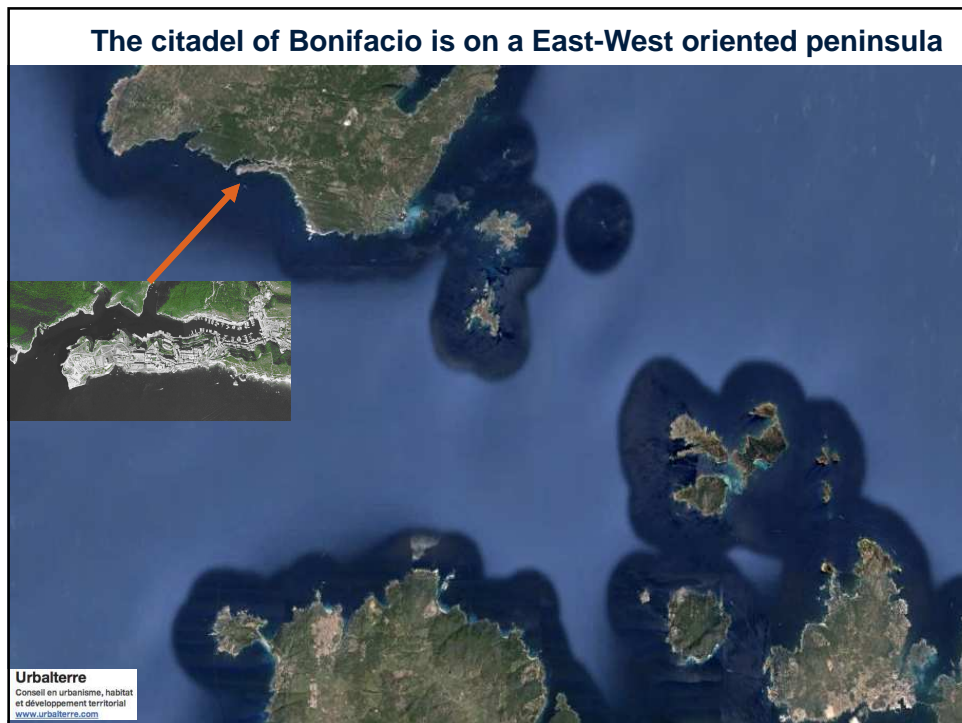 The citadel of Bonifacio is on a East-West oriented peninsula
Urbalterre
Conseil en urbanisme, habitat
et développement territorial
www.urbalterre.com